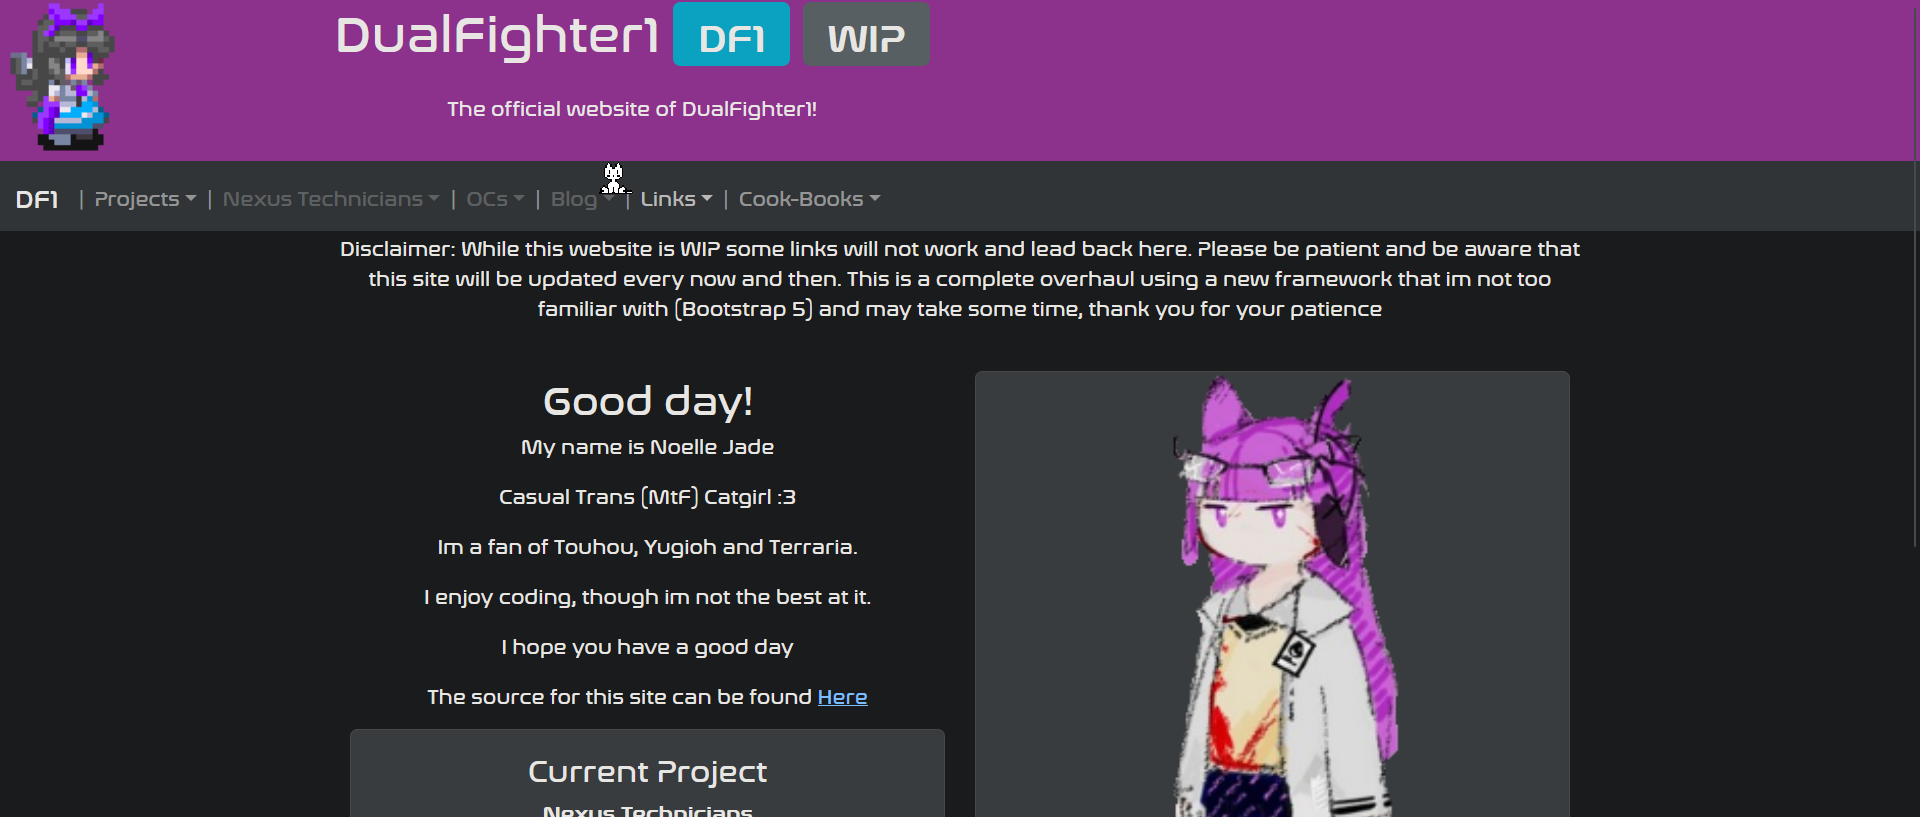 DualFighter1 DF1 WIP
The official website of DualFighter1!
DF1 | Projects | Nexus Technicians | OCs | Blog | Links | Cook-Books
Disclaimer: While this website is WIP some links will not work and lead back here. Please be patient and be aware that
this site will be updated every now and then. This is a complete overhaul using a new framework that im not too
familiar with (Bootstrap 5) and may take some time, thank you for your patience
Good day!
My name is Noelle Jade
Casual Trans (MtF) Catgirl :3
Im a fan of Touhou, Yugioh and Terraria.
I enjoy coding, though im not the best at it.
I hope you have a good day
The source for this site can be found Here
Current Project
Nexus Technicians